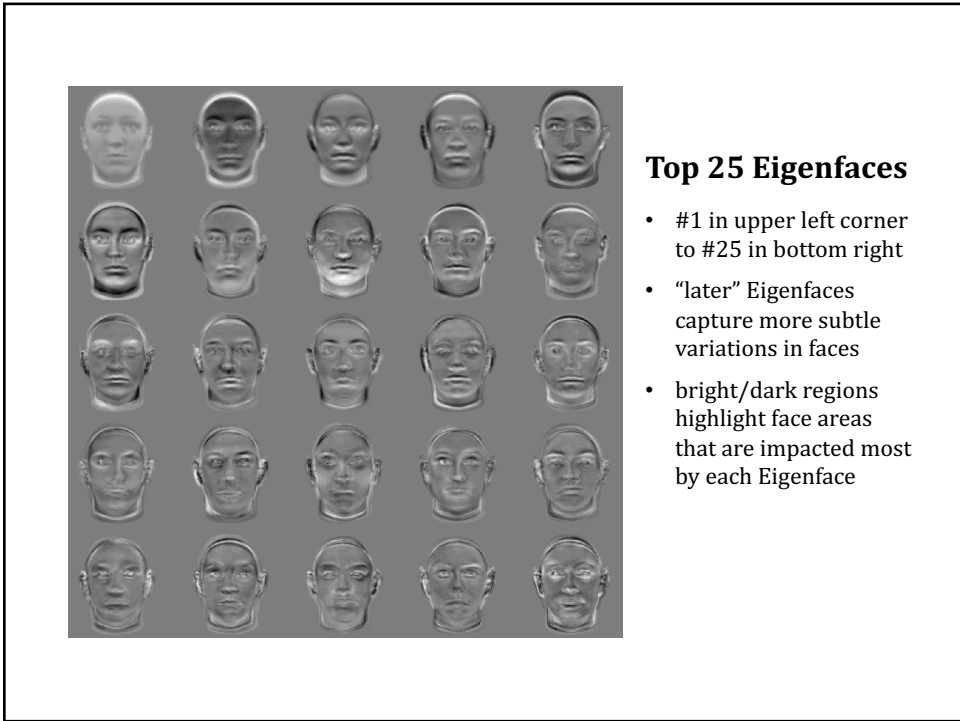 Top 25 Eigenfaces
• #1 in upper left corner
to #25 in bottom right
• “later” Eigenfaces
capture more subtle
variations in faces
• bright/dark regions
highlight face areas
that are impacted most
by each Eigenface